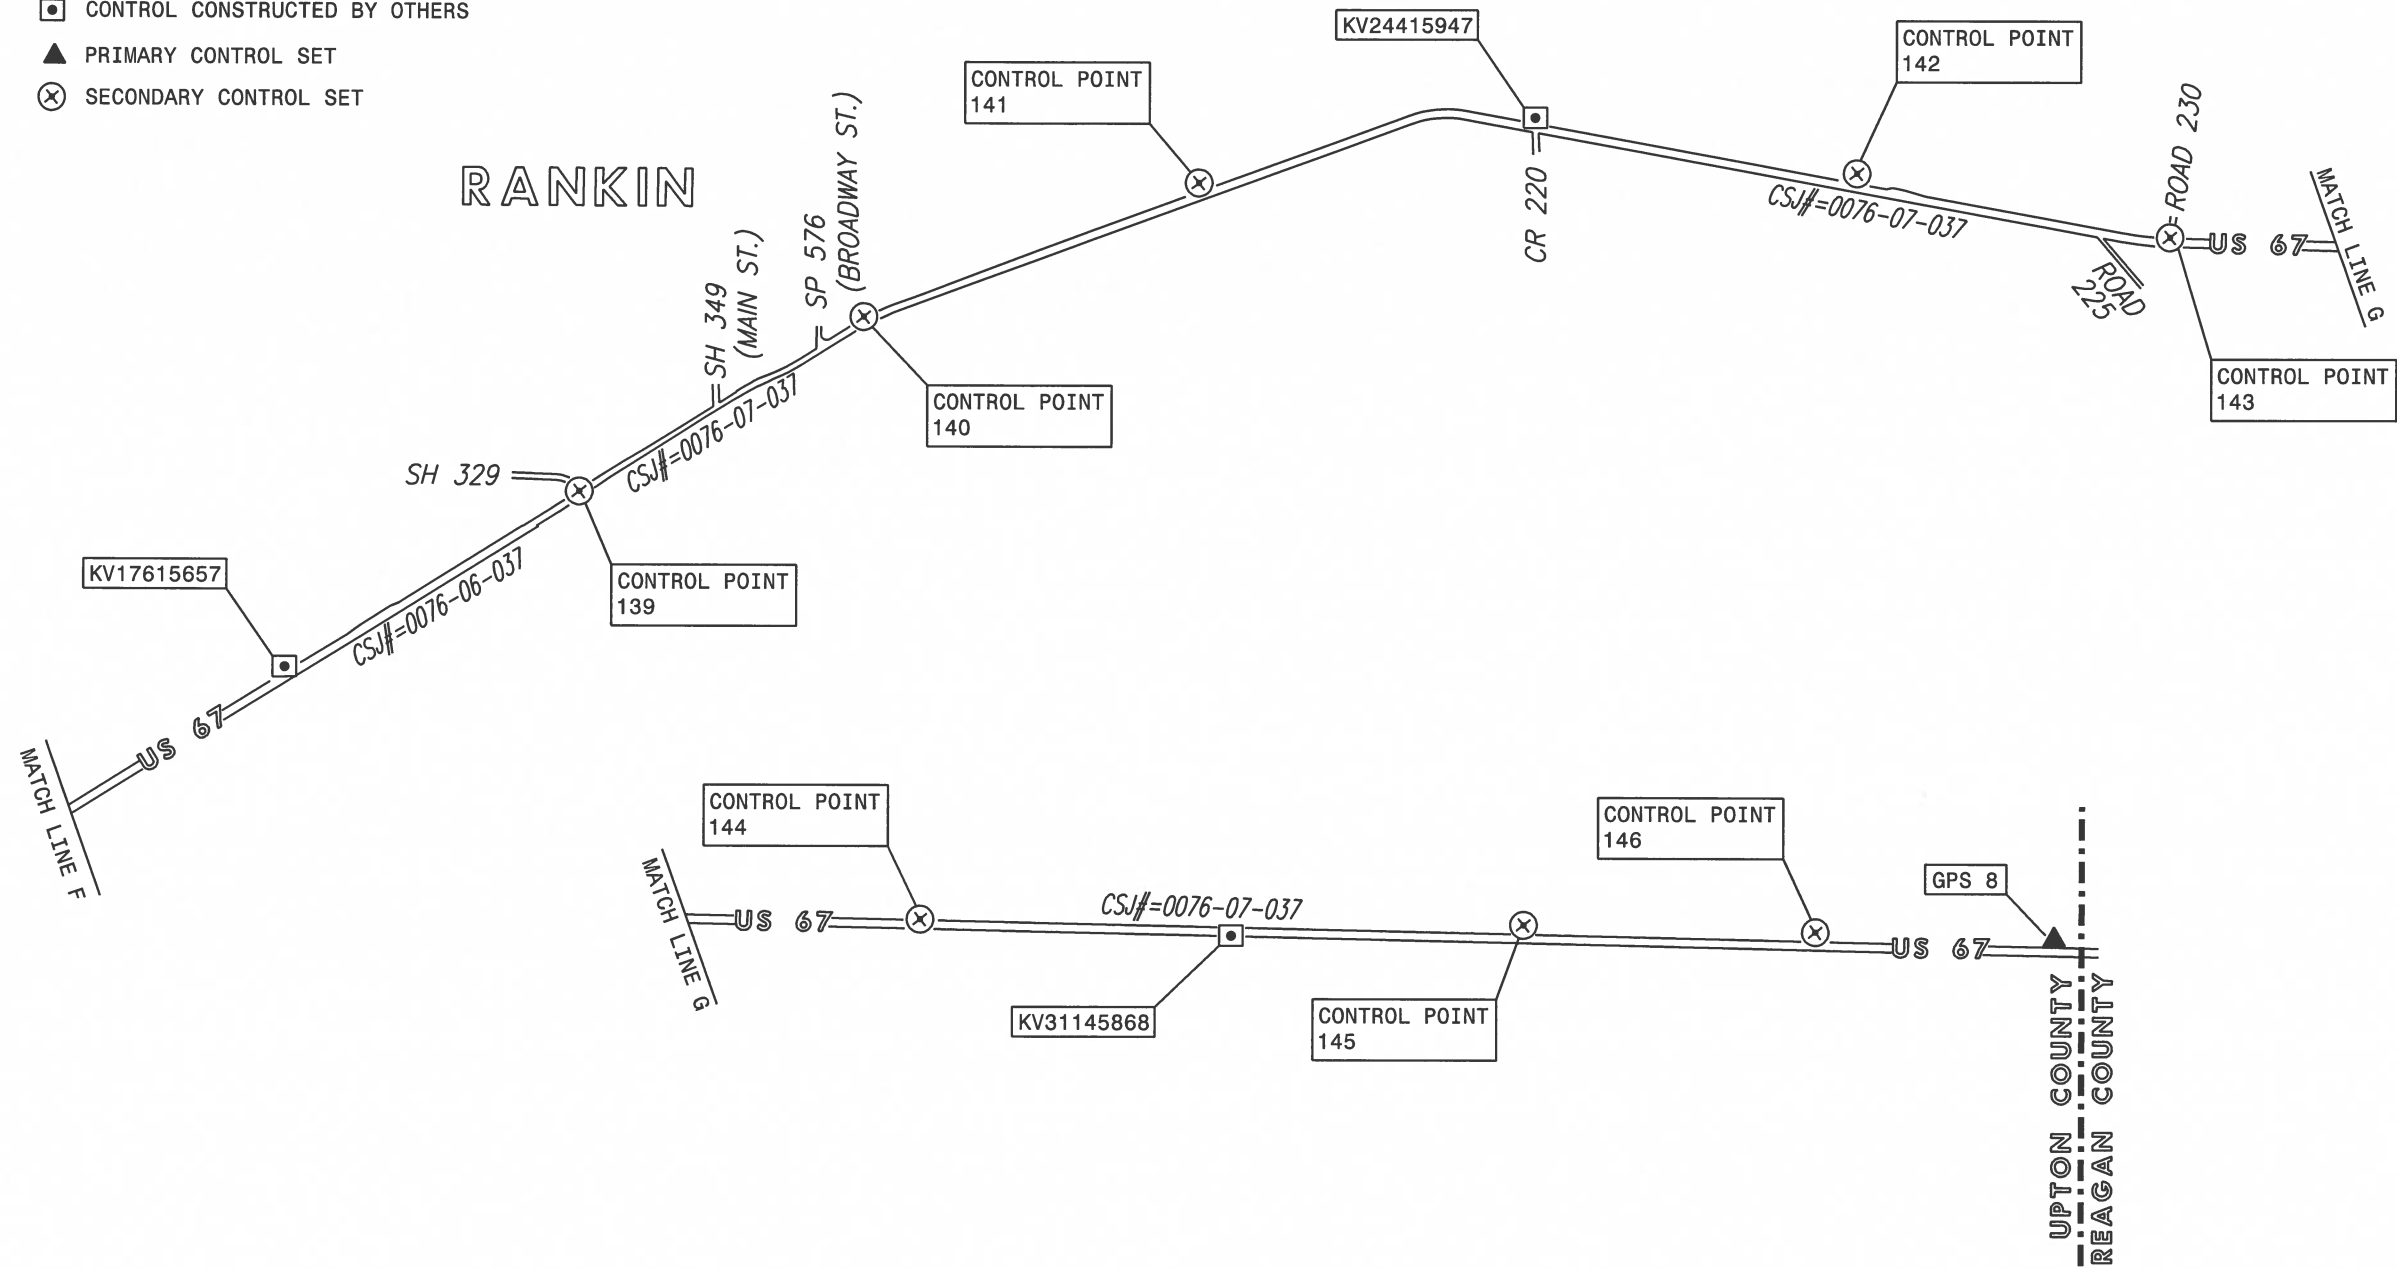 CONTROL CONSTRUCTED BY OTHERS
PRIMARY CONTROL SET
SECONDARY CONTROL SET
RANKIN
KV24415947
CONTROL POINT
142
CONTROL POINT
141
SP 576
(BROADWAY ST.)
SH 349
(MAIN ST.)
CR 220
CSJ#=0076-07-037
ROAD 230
US 67
MATCH LINE G
ROAD
225
CONTROL POINT
143
CONTROL POINT
140
CSJ#=0076-07-037
SH 329
CONTROL POINT
139
KV17615657
CSJ#=0076-06-037
US 67
MATCH LINE F
CONTROL POINT
144
MATCH LINE G
US 67
CSJ#=0076-07-037
KV31145868
CONTROL POINT
145
CONTROL POINT
146
GPS 8
US 67
UPTON COUNTY
REAGAN COUNTY